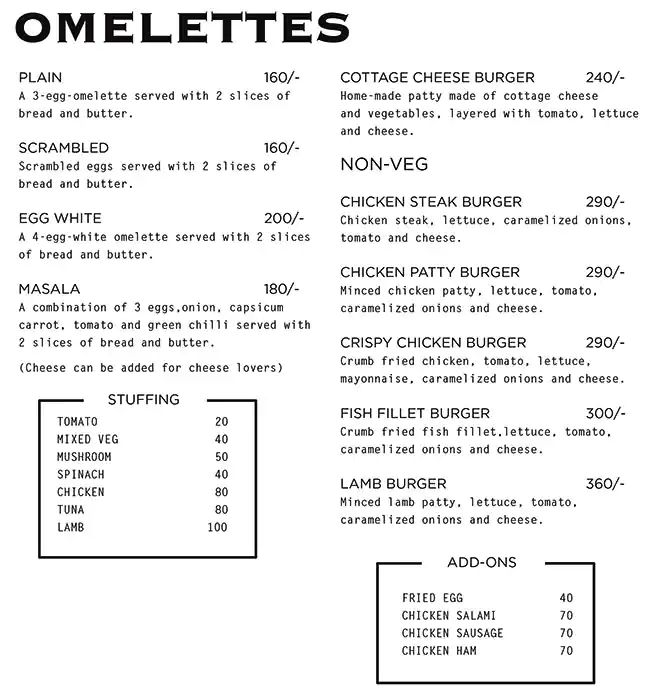 OMELETTES
PLAIN 160/-
A 3-egg-omelette served with 2 slices of
bread and butter.
SCRAMBLED 160/-
Scrambled eggs served with 2 slices of
bread and butter.
EGG WHITE 200/-
A 4-egg-white omelette served with 2 slices
of bread and butter.
MASALA 180/-
A combination of 3 eggs,onion, capsicum
carrot, tomato and green chilli served with
2 slices of bread and butter.
(Cheese can be added for cheese lovers)
STUFFING
TOMATO 20
MIXED VEG 40
MUSHROOM 50
SPINACH 40
CHICKEN 80
TUNA 80
LAMB 100
COTTAGE CHEESE BURGER 240/-
Home-made patty made of cottage cheese
and vegetables, layered with tomato, lettuce
and cheese.
NON-VEG
CHICKEN STEAK BURGER 290/-
Chicken steak, lettuce, caramelized onions,
tomato and cheese.
CHICKEN PATTY BURGER 290/-
Minced chicken patty, lettuce, tomato,
caramelized onions and cheese.
CRISPY CHICKEN BURGER 290/-
Crumb fried chicken, tomato, lettuce,
mayonnaise, caramelized onions and cheese.
FISH FILLET BURGER 300/-
Crumb fried fish fillet,lettuce, tomato,
caramelized onions and cheese.
LAMB BURGER 360/-
Minced lamb patty, lettuce, tomato,
caramelized onions and cheese.
ADD-ONS
FRIED EGG 40
CHICKEN SALAMI 70
CHICKEN SAUSAGE 70
CHICKEN HAM 70